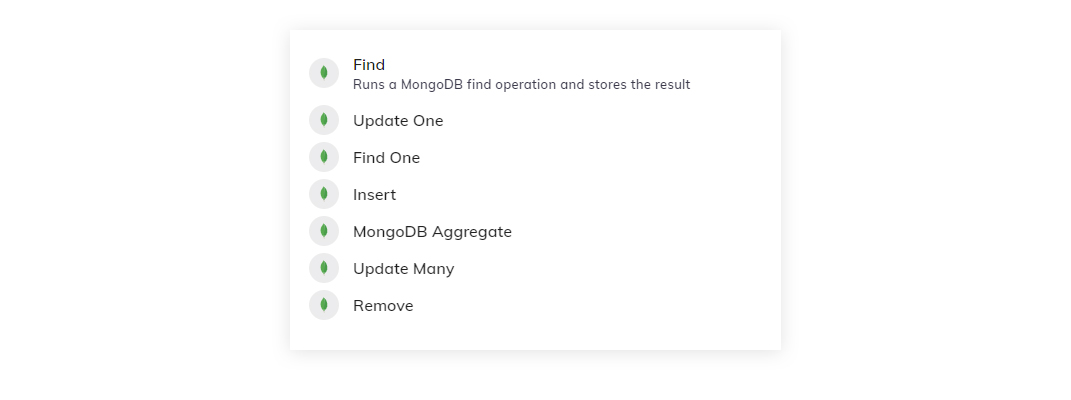 Find
Runs a MongoDB find operation and stores the result
Update One
Find One
Insert
MongoDB Aggregate
Update Many
Remove